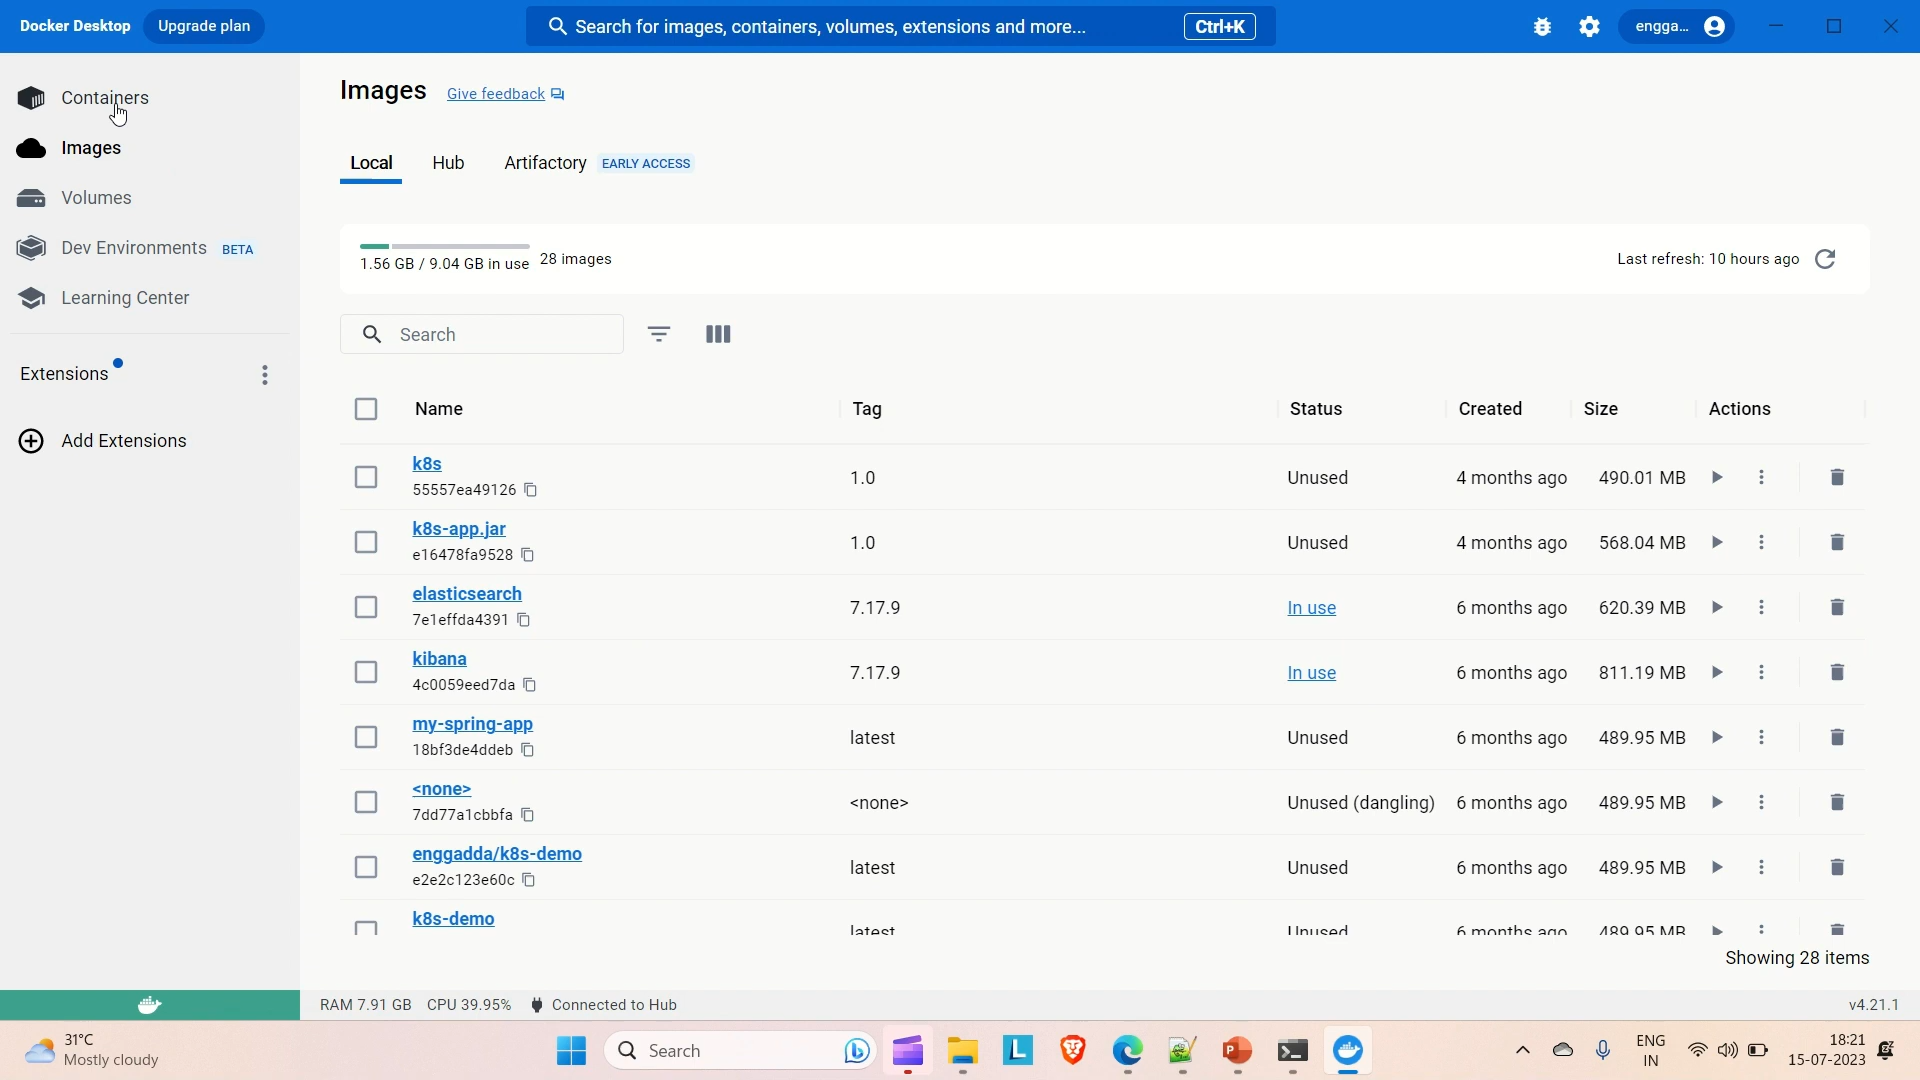 Docker Desktop Upgrade plan Search for images, containers, volumes, extensions and more... Ctrl+K engga...
Containers
Images
Volumes
Dev Environments BETA
Learning Center
Extensions
Add Extensions
Images Give feedback
Local Hub Artifactory EARLY ACCESS
1.56 GB / 9.04 GB in use 28 images Last refresh: 10 hours ago
Search
Name Tag Status Created Size Actions
k8s
55557ea49126 1.0 Unused 4 months ago 490.01 MB
k8s-app.jar
e16478fa9528 1.0 Unused 4 months ago 568.04 MB
elasticsearch
7e1effda4391 7.17.9 In use 6 months ago 620.39 MB
kibana
4c0059eed7da 7.17.9 In use 6 months ago 811.19 MB
my-spring-app
18bf3de4ddeb latest Unused 6 months ago 489.95 MB
<none>
7dd77a1cbbfa <none> Unused (dangling) 6 months ago 489.95 MB
enggadda/k8s-demo
e2e2c123e60c latest Unused 6 months ago 489.95 MB
k8s-demo
latest Unused 6 months ago 489.95 MB
Showing 28 items
RAM 7.91 GB CPU 39.95% Connected to Hub v4.21.1
31°C
Mostly cloudy
Search
ENG
IN
18:21
15-07-2023